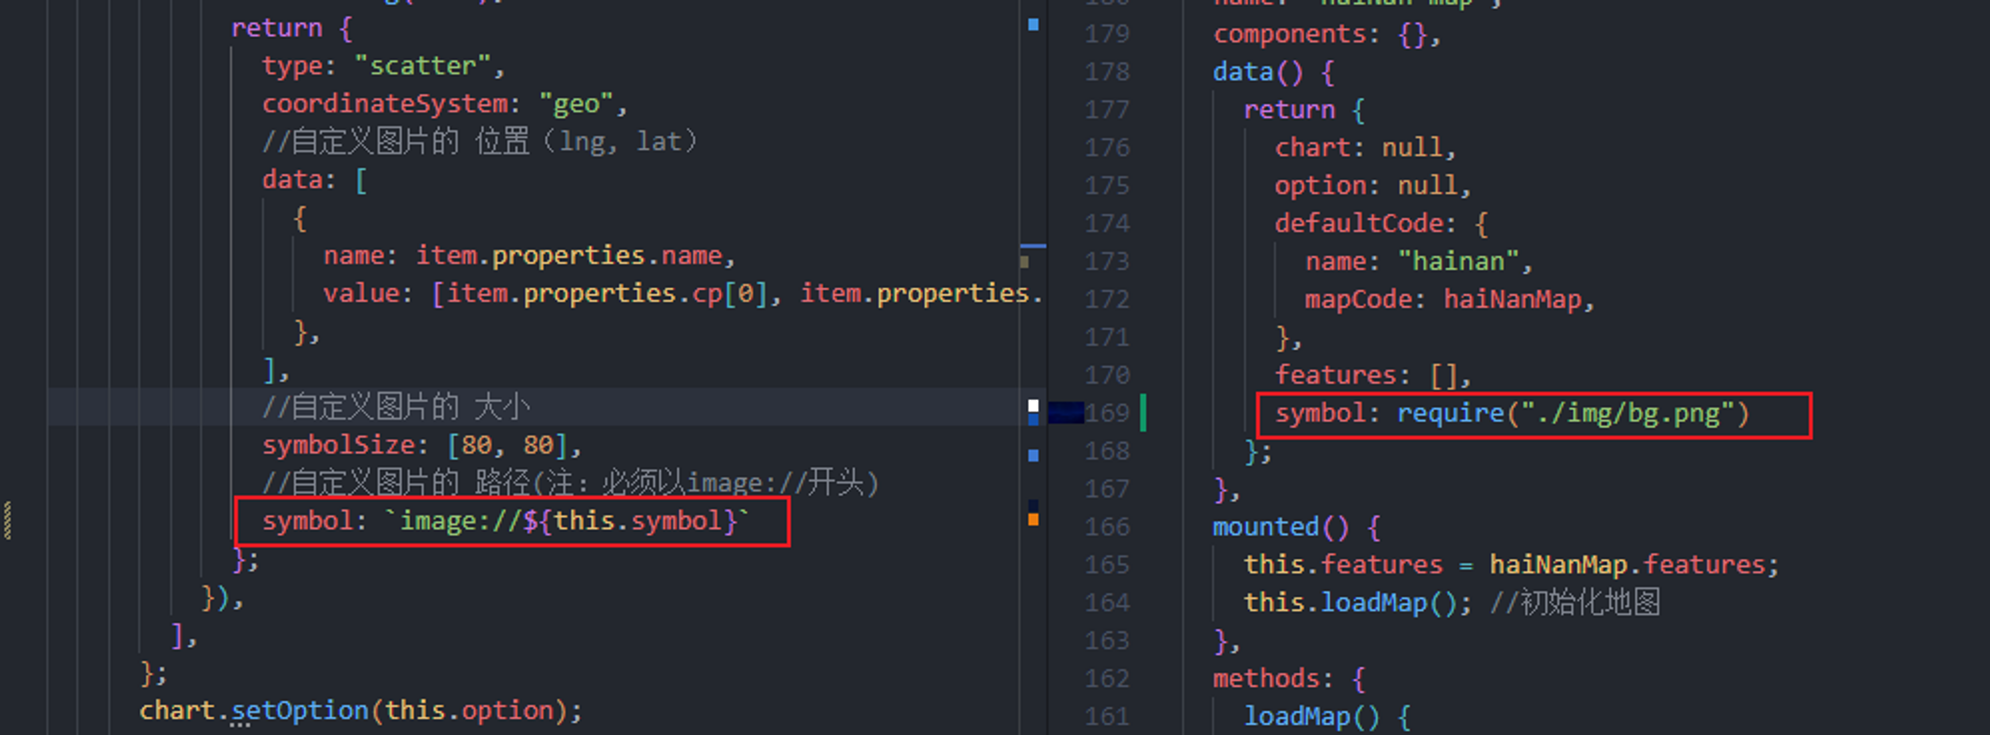 return {
type: "scatter",
coordinateSystem: "geo",
//自定义图片的 位置（lng, lat）
data: [
{
name: item.properties.name,
value: [item.properties.cp[0], item.properties.
},
],
//自定义图片的 大小
symbolSize: [80, 80],
//自定义图片的 路径(注：必须以image://开头)
symbol: `image://${this.symbol}`
};
}),
],
};
chart.setOption(this.option);
name: "haiNan-map",
179 components: {},
178 data() {
177 return {
176 chart: null,
175 option: null,
174 defaultCode: {
173 name: "hainan",
172 mapCode: haiNanMap,
171 },
170 features: [],
169 symbol: require("./img/bg.png")
168 };
167 },
166 mounted() {
165 this.features = haiNanMap.features;
164 this.loadMap(); //初始化地图
163 },
162 methods: {
161 loadMap() {